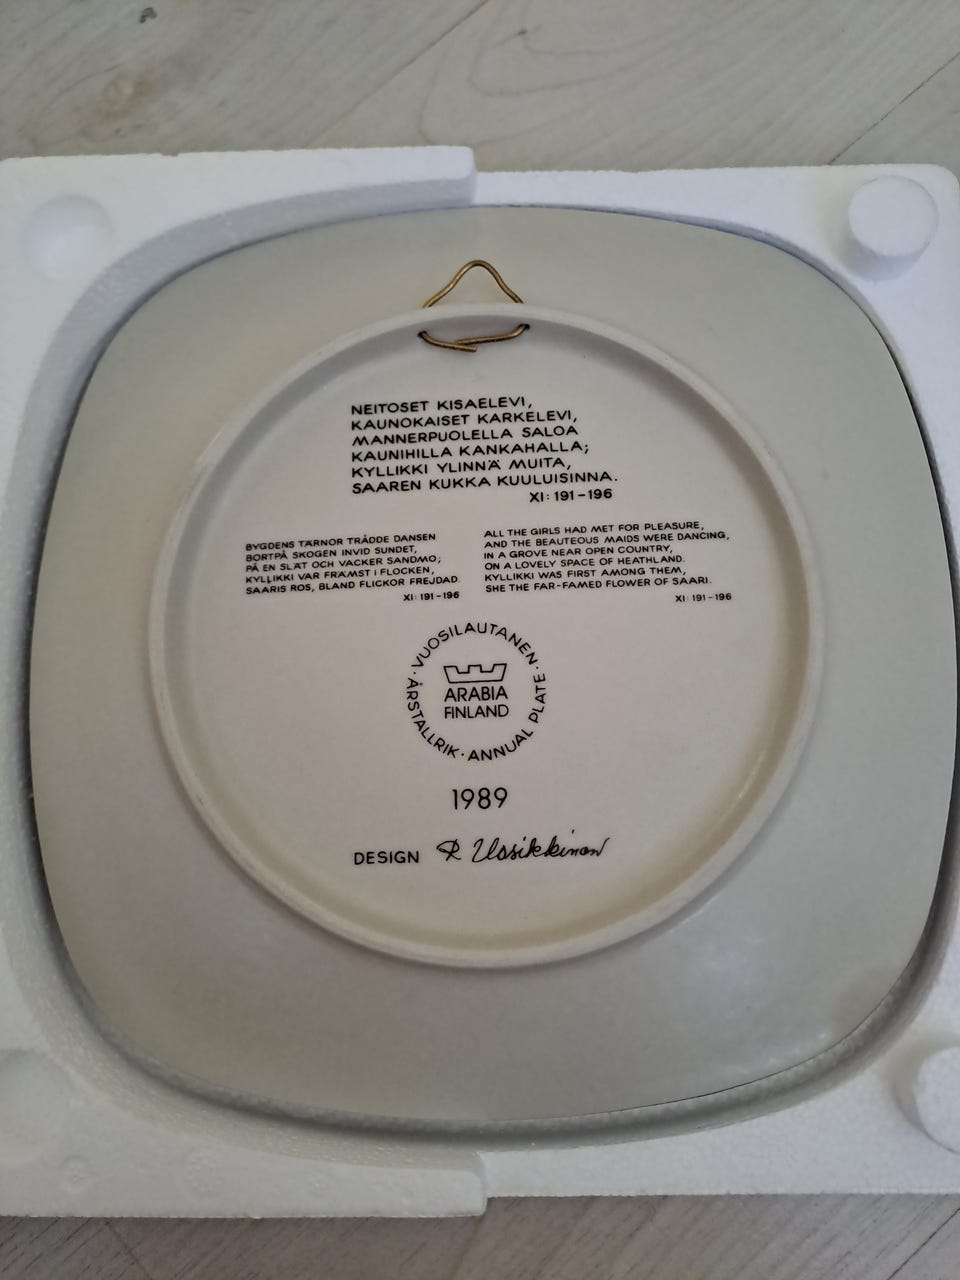 NEITOSET KISAELEVI,
KAUNOKAISET KARKELEVI,
MANNERPUOLELLA SALOA
KAUNIHILLA KANKAHALLA;
KYLLIKKI YLINNÄ MUITA,
SAAREN KUKKA KUULUISINNA.
XI: 191–196
BYGDENS TÄRNOR TRÅDDE DANSEN
BORTPÅ SKOGEN INVID SUNDET,
PÅ EN SLÄT OCH VACKER SANDMO;
KYLLIKKI VAR FRÄMST I FLOCKEN,
SAARIS ROS, BLAND FLICKOR FREJDAD
XI: 191–196
ALL THE GIRLS HAD MET FOR PLEASURE,
AND THE BEAUTEOUS MAIDS WERE DANCING,
IN A GROVE NEAR OPEN COUNTRY,
ON A LOVELY SPACE OF HEATHLAND.
KYLLIKKI WAS FIRST AMONG THEM,
SHE THE FAR-FAMED FLOWER OF SAARI.
XI: 191–196
· VUOSILAUTANEN · ANNUAL PLATE · ÅRSTALLRIK
ARABIA
FINLAND
1989
DESIGN R Uosikkinen